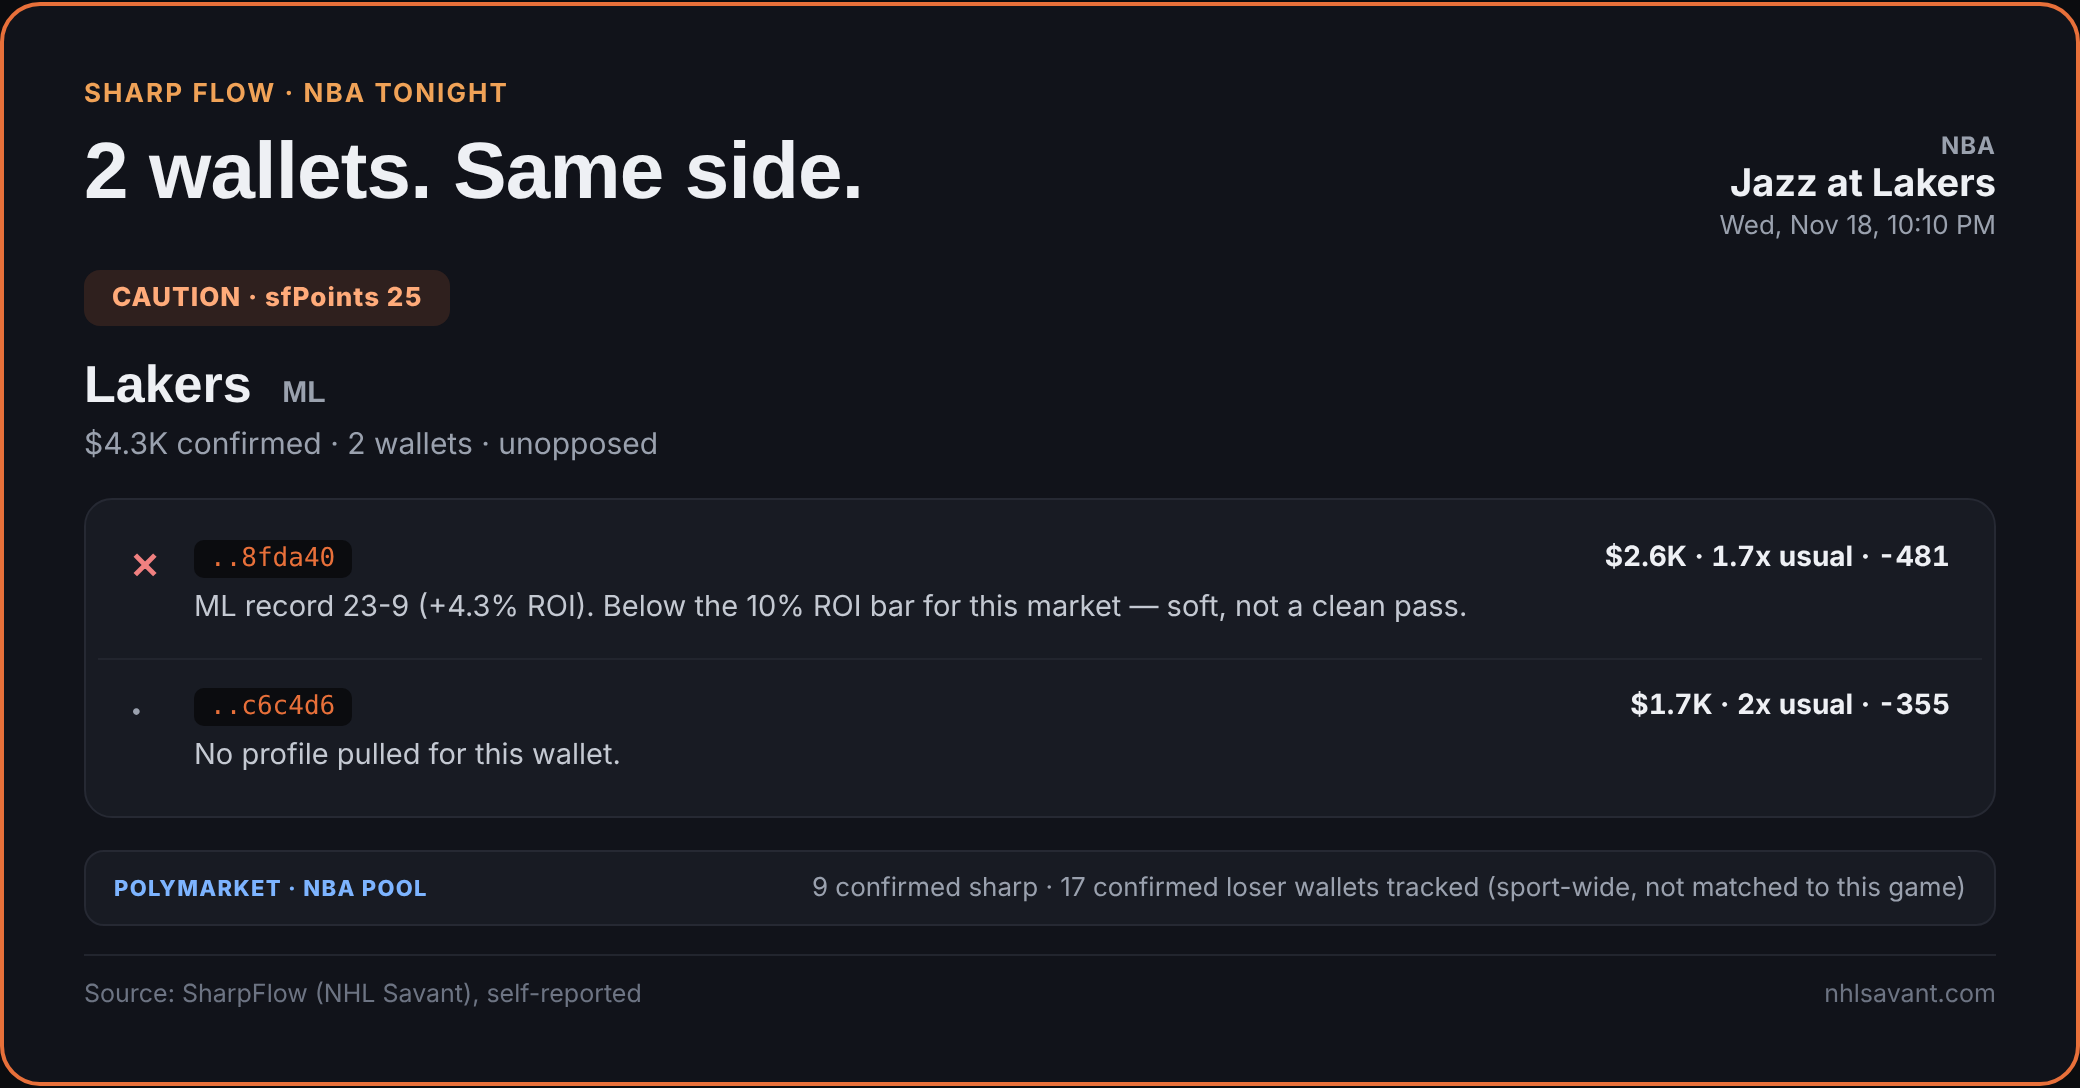 SHARP FLOW · NBA TONIGHT
2 wallets. Same side.
NBA
Jazz at Lakers
Wed, Nov 18, 10:10 PM
CAUTION · sfPoints 25
Lakers ML
$4.3K confirmed · 2 wallets · unopposed
✕ ..8fda40 $2.6K · 1.7x usual · -481
ML record 23-9 (+4.3% ROI). Below the 10% ROI bar for this market — soft, not a clean pass.
· ..c6c4d6 $1.7K · 2x usual · -355
No profile pulled for this wallet.
POLYMARKET · NBA POOL 9 confirmed sharp · 17 confirmed loser wallets tracked (sport-wide, not matched to this game)
Source: SharpFlow (NHL Savant), self-reported nhlsavant.com